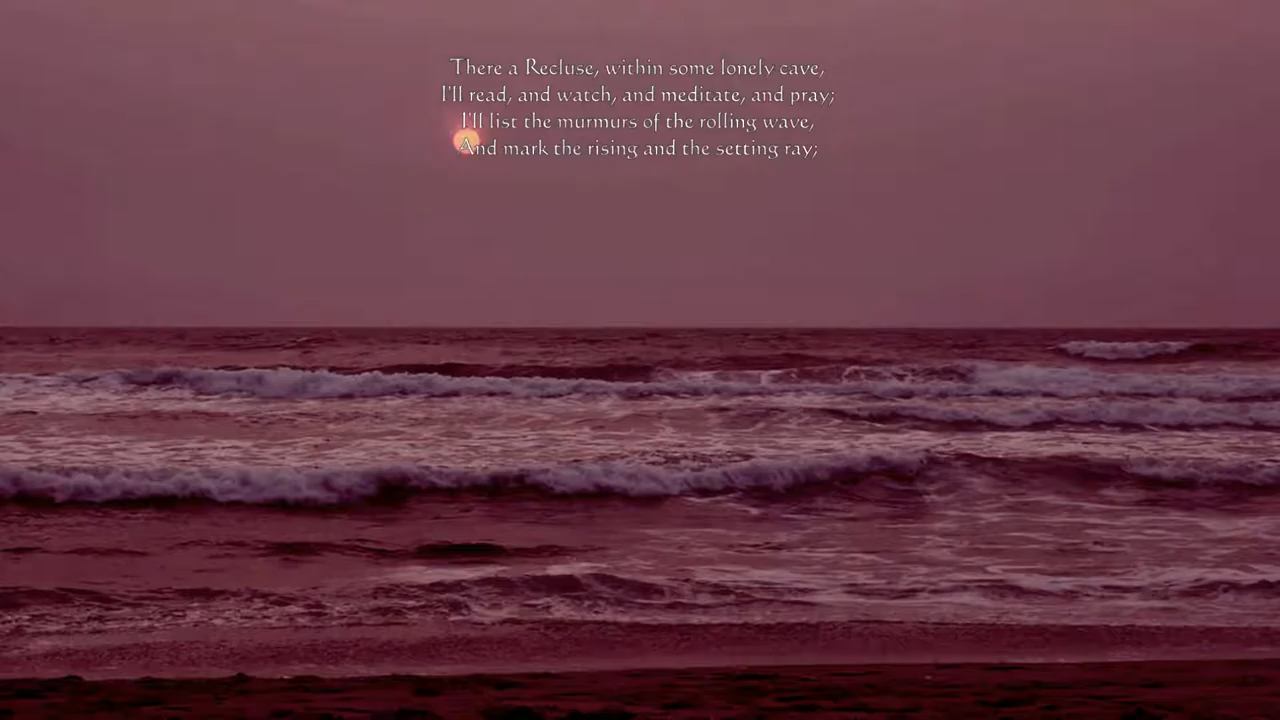 There a Recluse, within some lonely cave,
I'll read, and watch, and meditate, and pray;
I'll list the murmurs of the rolling wave,
And mark the rising and the setting ray;